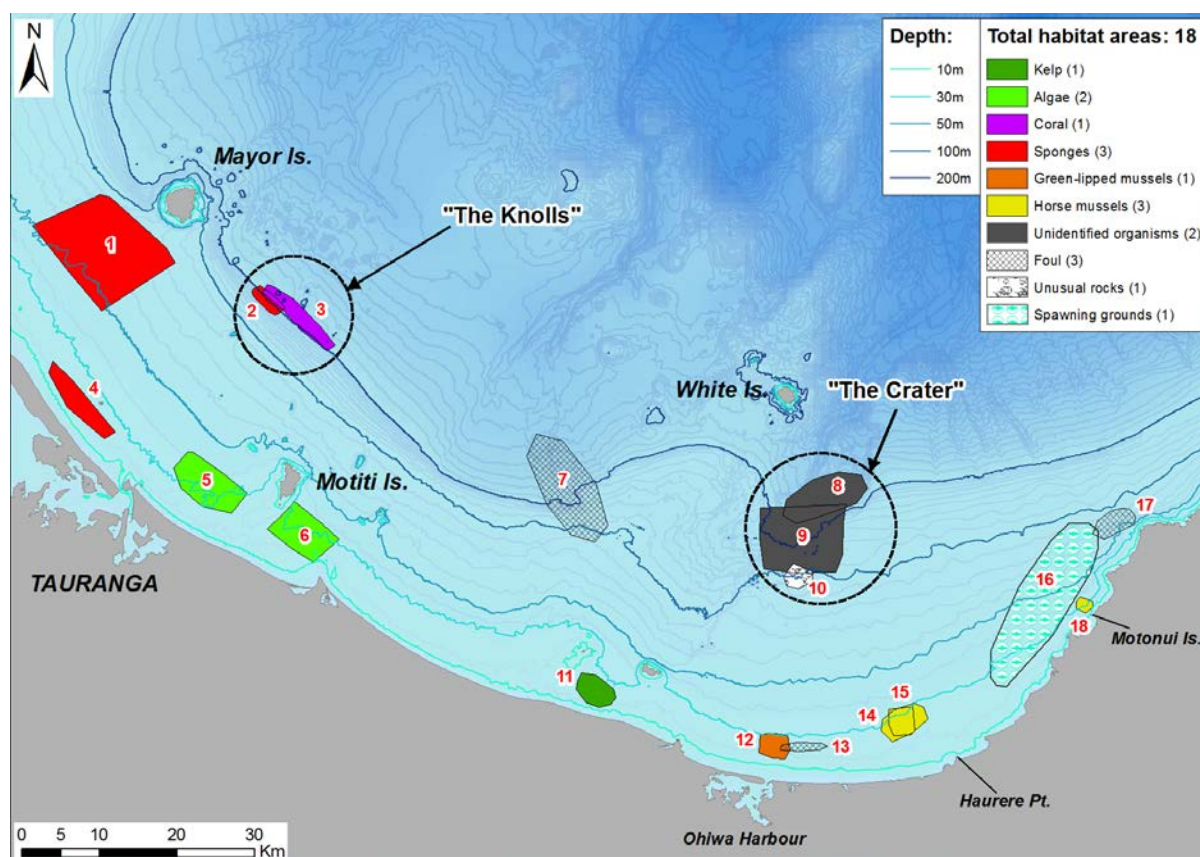 N
Depth:
10m
30m
50m
100m
200m
Total habitat areas: 18
Kelp (1)
Algae (2)
Coral (1)
Sponges (3)
Green-lipped mussels (1)
Horse mussels (3)
Unidentified organisms (2)
Foul (3)
Unusual rocks (1)
Spawning grounds (1)
Mayor Is.
"The Knolls"
1
2
3
White Is.
"The Crater"
4
5
Motiti Is.
6
7
8
9
10
17
16
18
Motonui Is.
TAURANGA
11
15
14
12
13
Haurere Pt.
Ohiwa Harbour
0 5 10 20 30
Km